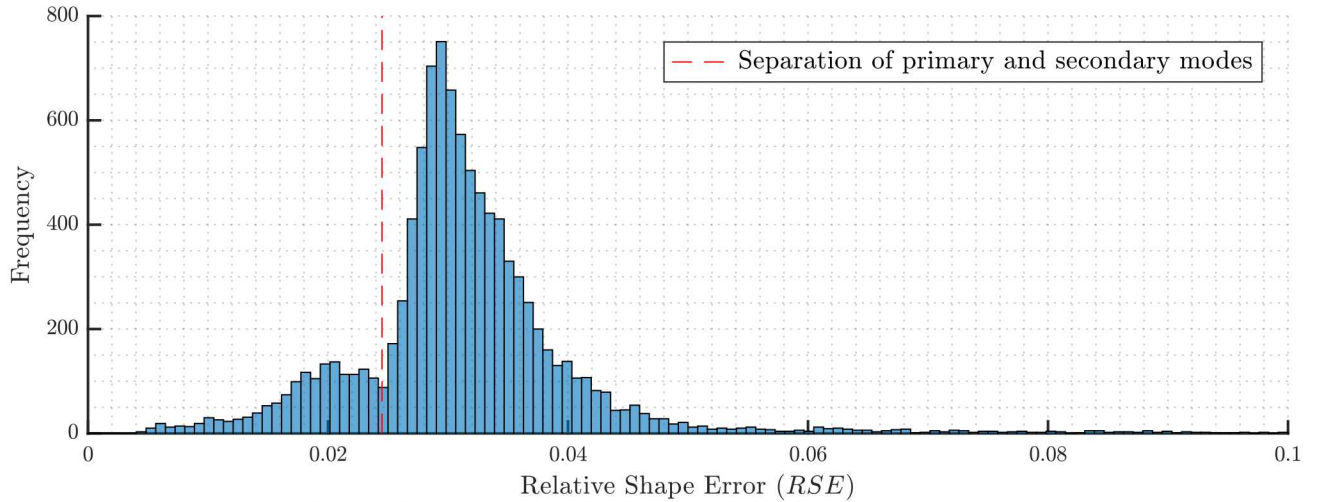 800
600
400
200
0
Frequency
Separation of primary and secondary modes
0 0.02 0.04 0.06 0.08 0.1
Relative Shape Error (RSE)